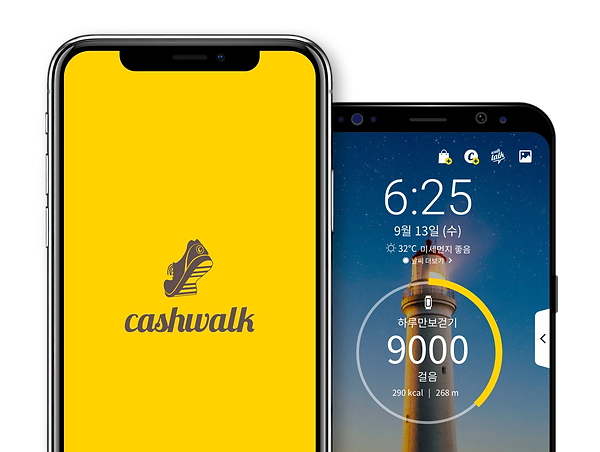 cashwalk
6:25
9월 13일 (수)
32°C 미세먼지 좋음
날씨 더보기 >
하루만보걷기
9000
걸음
290 kcal | 268 m